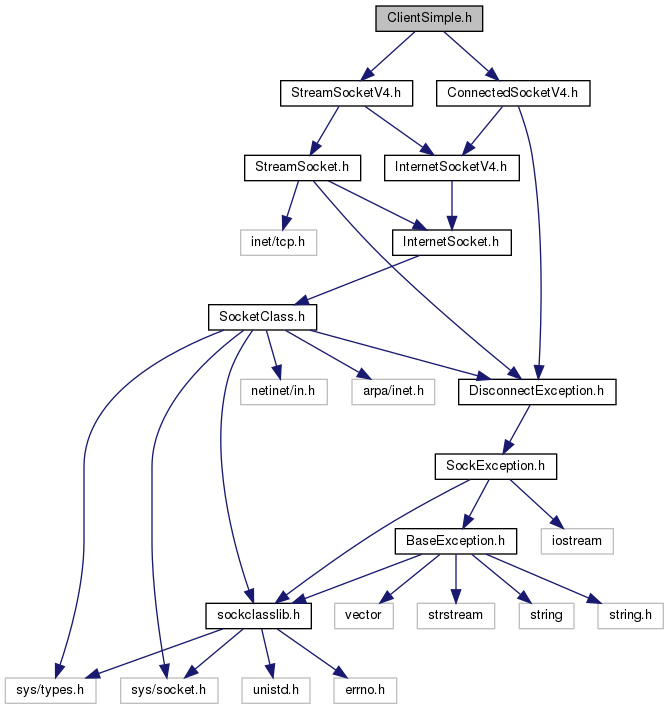 ClientSimple.h
StreamSocketV4.h
ConnectedSocketV4.h
StreamSocket.h
InternetSocketV4.h
inet/tcp.h
InternetSocket.h
SocketClass.h
netinet/in.h
arpa/inet.h
DisconnectException.h
SockException.h
BaseException.h
iostream
sockclasslib.h
vector
strstream
string
string.h
sys/types.h
sys/socket.h
unistd.h
errno.h